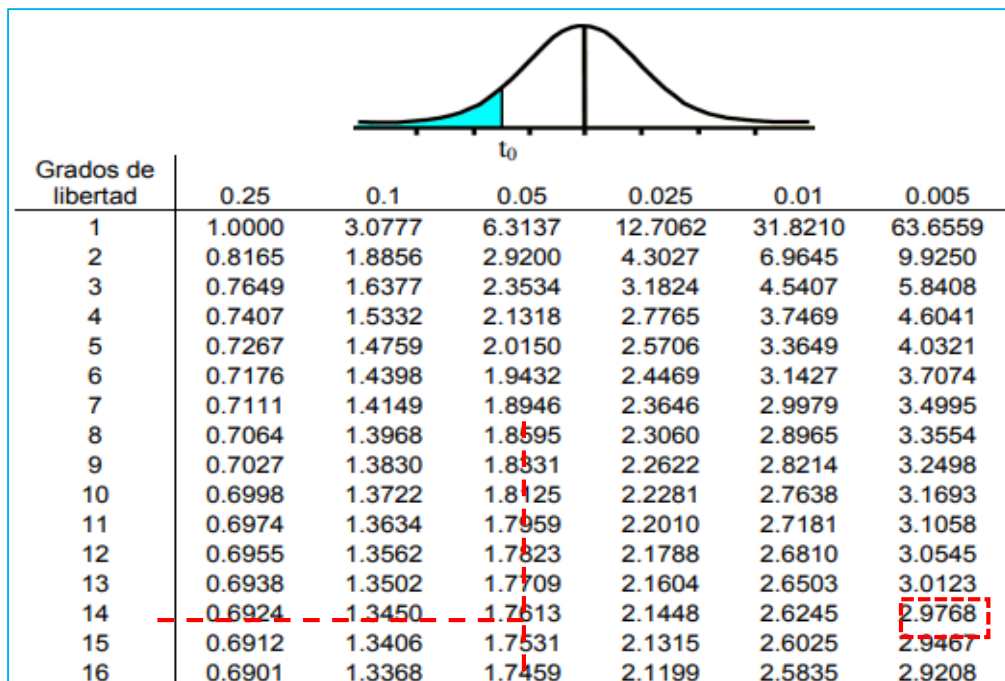 t0
Grados de
libertad 0.25 0.1 0.05 0.025 0.01 0.005
1 1.0000 3.0777 6.3137 12.7062 31.8210 63.6559
2 0.8165 1.8856 2.9200 4.3027 6.9645 9.9250
3 0.7649 1.6377 2.3534 3.1824 4.5407 5.8408
4 0.7407 1.5332 2.1318 2.7765 3.7469 4.6041
5 0.7267 1.4759 2.0150 2.5706 3.3649 4.0321
6 0.7176 1.4398 1.9432 2.4469 3.1427 3.7074
7 0.7111 1.4149 1.8946 2.3646 2.9979 3.4995
8 0.7064 1.3968 1.8595 2.3060 2.8965 3.3554
9 0.7027 1.3830 1.8331 2.2622 2.8214 3.2498
10 0.6998 1.3722 1.8125 2.2281 2.7638 3.1693
11 0.6974 1.3634 1.7959 2.2010 2.7181 3.1058
12 0.6955 1.3562 1.7823 2.1788 2.6810 3.0545
13 0.6938 1.3502 1.7709 2.1604 2.6503 3.0123
14 0.6924 1.3450 1.7613 2.1448 2.6245 2.9768
15 0.6912 1.3406 1.7531 2.1315 2.6025 2.9467
16 0.6901 1.3368 1.7459 2.1199 2.5835 2.9208